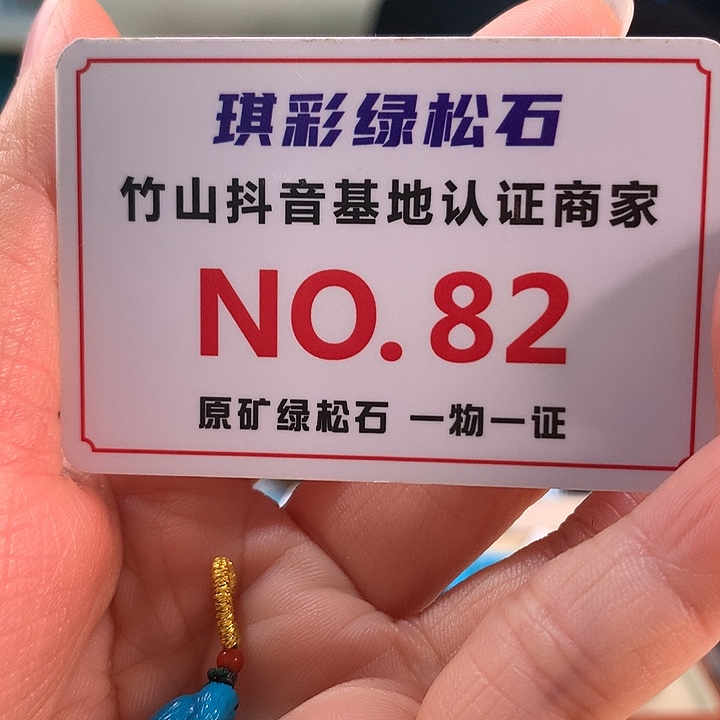 琪彩绿松石
竹山抖音基地认证商家
NO.82
原矿绿松石 一物一证